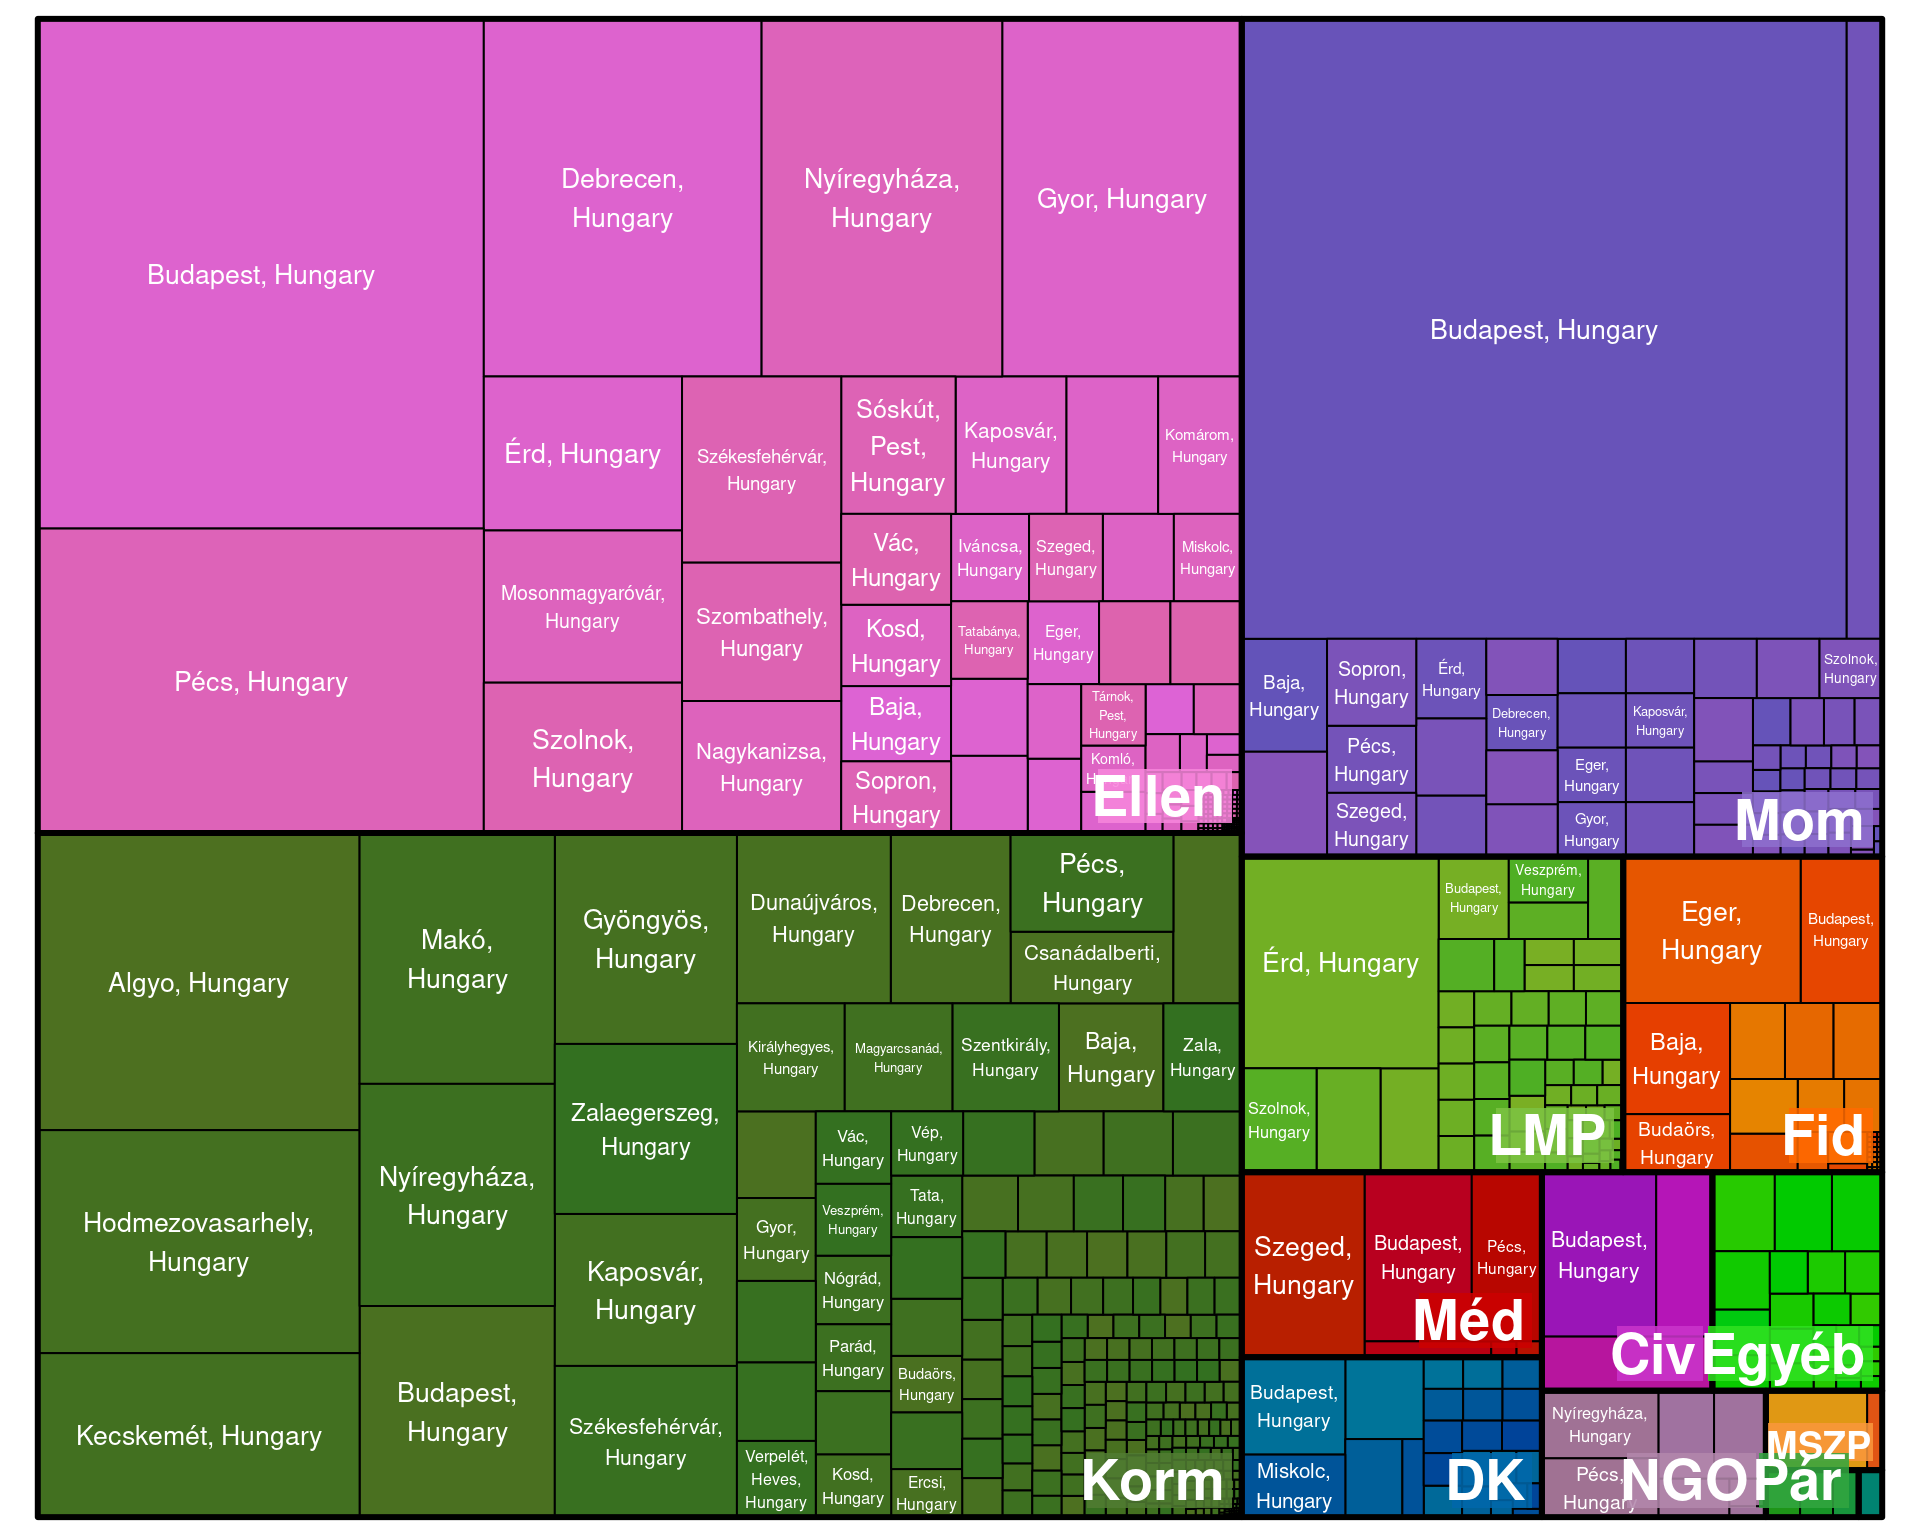 Budapest, Hungary
Pécs, Hungary
Debrecen,
Hungary
Nyíregyháza,
Hungary
Gyor, Hungary
Érd, Hungary
Mosonmagyaróvár,
Hungary
Szolnok,
Hungary
Székesfehérvár,
Hungary
Szombathely,
Hungary
Nagykanizsa,
Hungary
Sóskút,
Pest,
Hungary
Kaposvár,
Hungary
Komárom,
Hungary
Vác,
Hungary
Kosd,
Hungary
Baja,
Hungary
Sopron,
Hungary
Iváncsa,
Hungary
Szeged,
Hungary
Miskolc,
Hungary
Tatabánya,
Hungary
Eger,
Hungary
Tárnok,
Pest,
Hungary
Komló,
Ellen
Budapest, Hungary
Baja,
Hungary
Sopron,
Hungary
Pécs,
Hungary
Szeged,
Hungary
Érd,
Hungary
Debrecen,
Hungary
Eger,
Hungary
Gyor,
Hungary
Kaposvár,
Hungary
Szolnok,
Hungary
Mom
Algyo, Hungary
Hodmezovasarhely,
Hungary
Kecskemét, Hungary
Makó,
Hungary
Nyíregyháza,
Hungary
Budapest,
Hungary
Gyöngyös,
Hungary
Zalaegerszeg,
Hungary
Kaposvár,
Hungary
Székesfehérvár,
Hungary
Dunaújváros,
Hungary
Debrecen,
Hungary
Pécs,
Hungary
Csanádalberti,
Hungary
Királyhegyes,
Hungary
Magyarcsanád,
Hungary
Szentkirály,
Hungary
Baja,
Hungary
Zala,
Hungary
Gyor,
Hungary
Verpelét,
Heves,
Hungary
Vác,
Hungary
Veszprém,
Hungary
Nógrád,
Hungary
Parád,
Hungary
Kosd,
Hungary
Vép,
Hungary
Tata,
Hungary
Budaörs,
Hungary
Ercsi,
Hungary
Korm
Érd, Hungary
Szolnok,
Hungary
Budapest,
Hungary
Veszprém,
Hungary
LMP
Eger,
Hungary
Budapest,
Hungary
Baja,
Hungary
Budaörs,
Hungary
Fid
Szeged,
Hungary
Budapest,
Hungary
Pécs,
Hungary
Méd
Budapest,
Hungary
Civ
Egyéb
Budapest,
Hungary
Miskolc,
Hungary
DK
Nyíregyháza,
Hungary
Pécs,
Hungary
NGO
MSZP
Pár